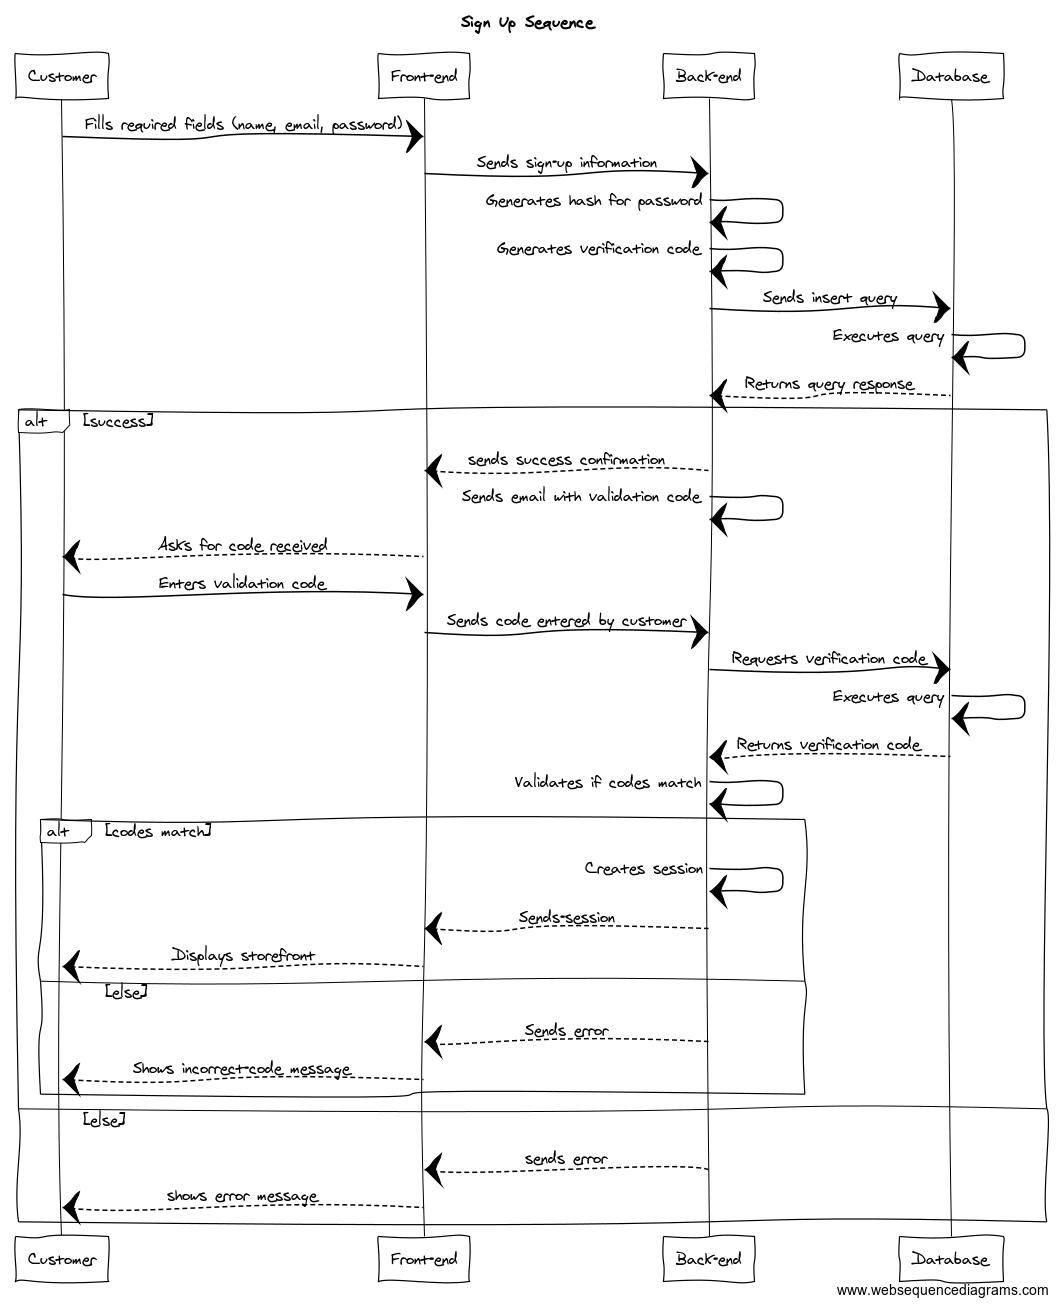 Sign Up Sequence
Customer
Front-end
Back-end
Database
Fills required fields (name, email, password)
Sends sign-up information
Generates hash for password
Generates verification code
Sends insert query
Executes query
Returns query response
alt [success]
sends success confirmation
Sends email with validation code
Asks for code received
Enters validation code
Sends code entered by customer
Requests verification code
Executes query
Returns verification code
Validates if codes match
alt [codes match]
Creates session
Sends-session
Displays storefront
[else]
Sends error
Shows incorrect-code message
[else]
sends error
shows error message
Customer
Front-end
Back-end
Database
www.websequencediagrams.com